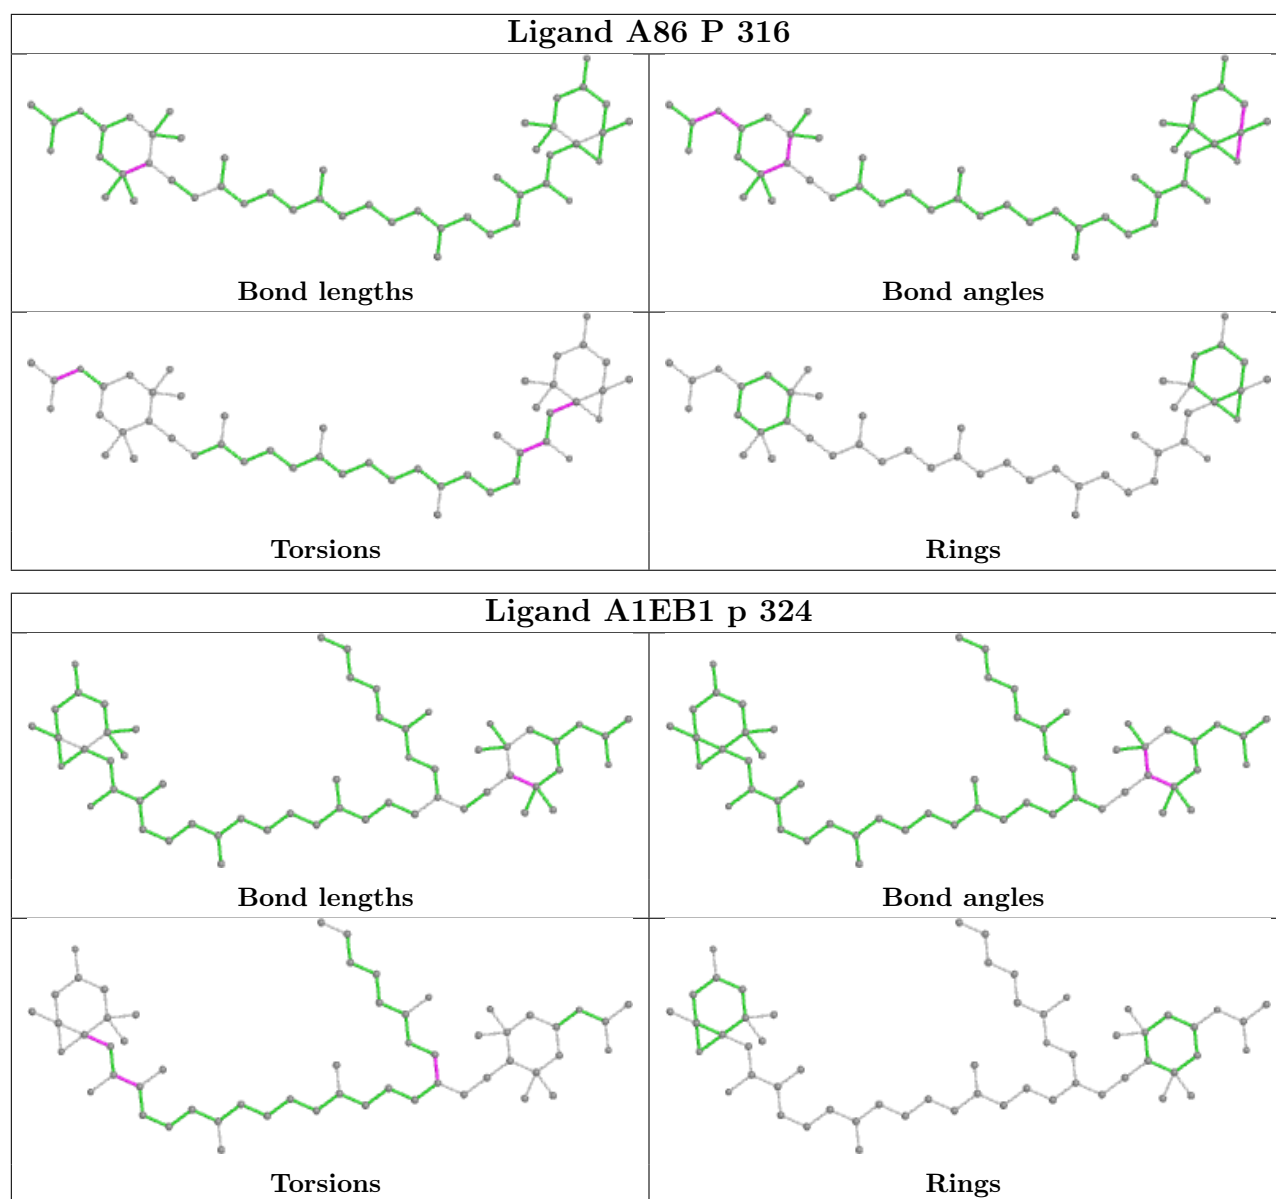 Ligand A86 P 316
Bond lengths
Bond angles
Torsions
Rings
Ligand A1EB1 p 324
Bond lengths
Bond angles
Torsions
Rings